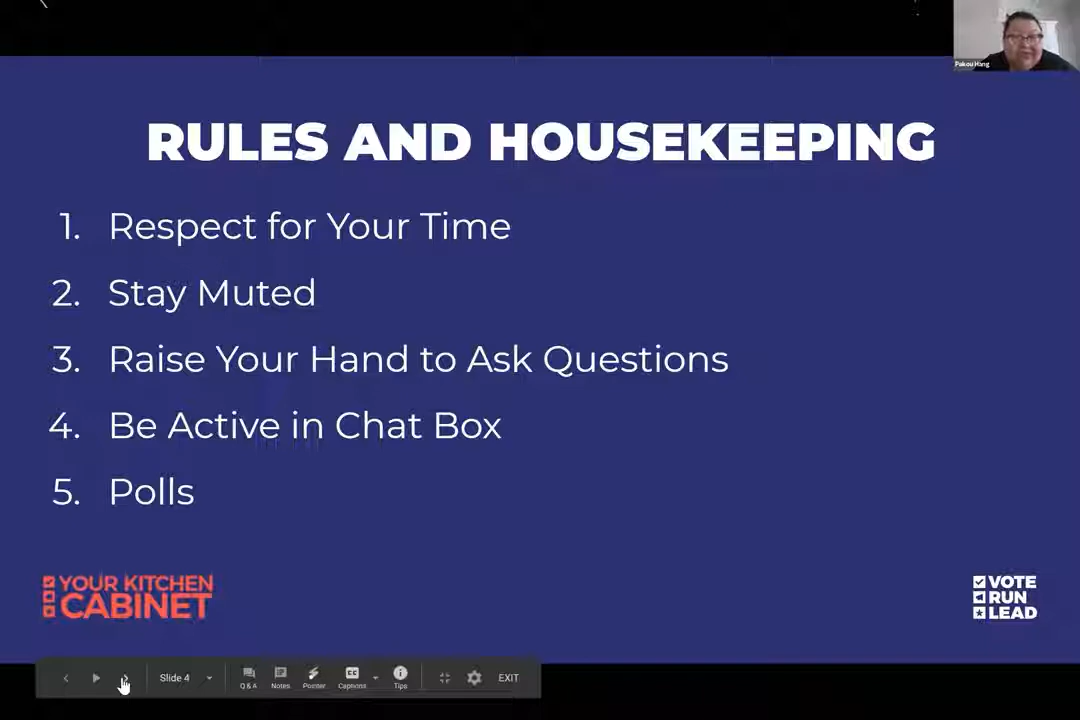 Pakou Hang
RULES AND HOUSEKEEPING
1. Respect for Your Time
2. Stay Muted
3. Raise Your Hand to Ask Questions
4. Be Active in Chat Box
5. Polls
YOUR KITCHEN
CABINET
VOTE
RUN
LEAD
Slide 4
Q & A
Notes
Pointer
Captions
Tips
EXIT